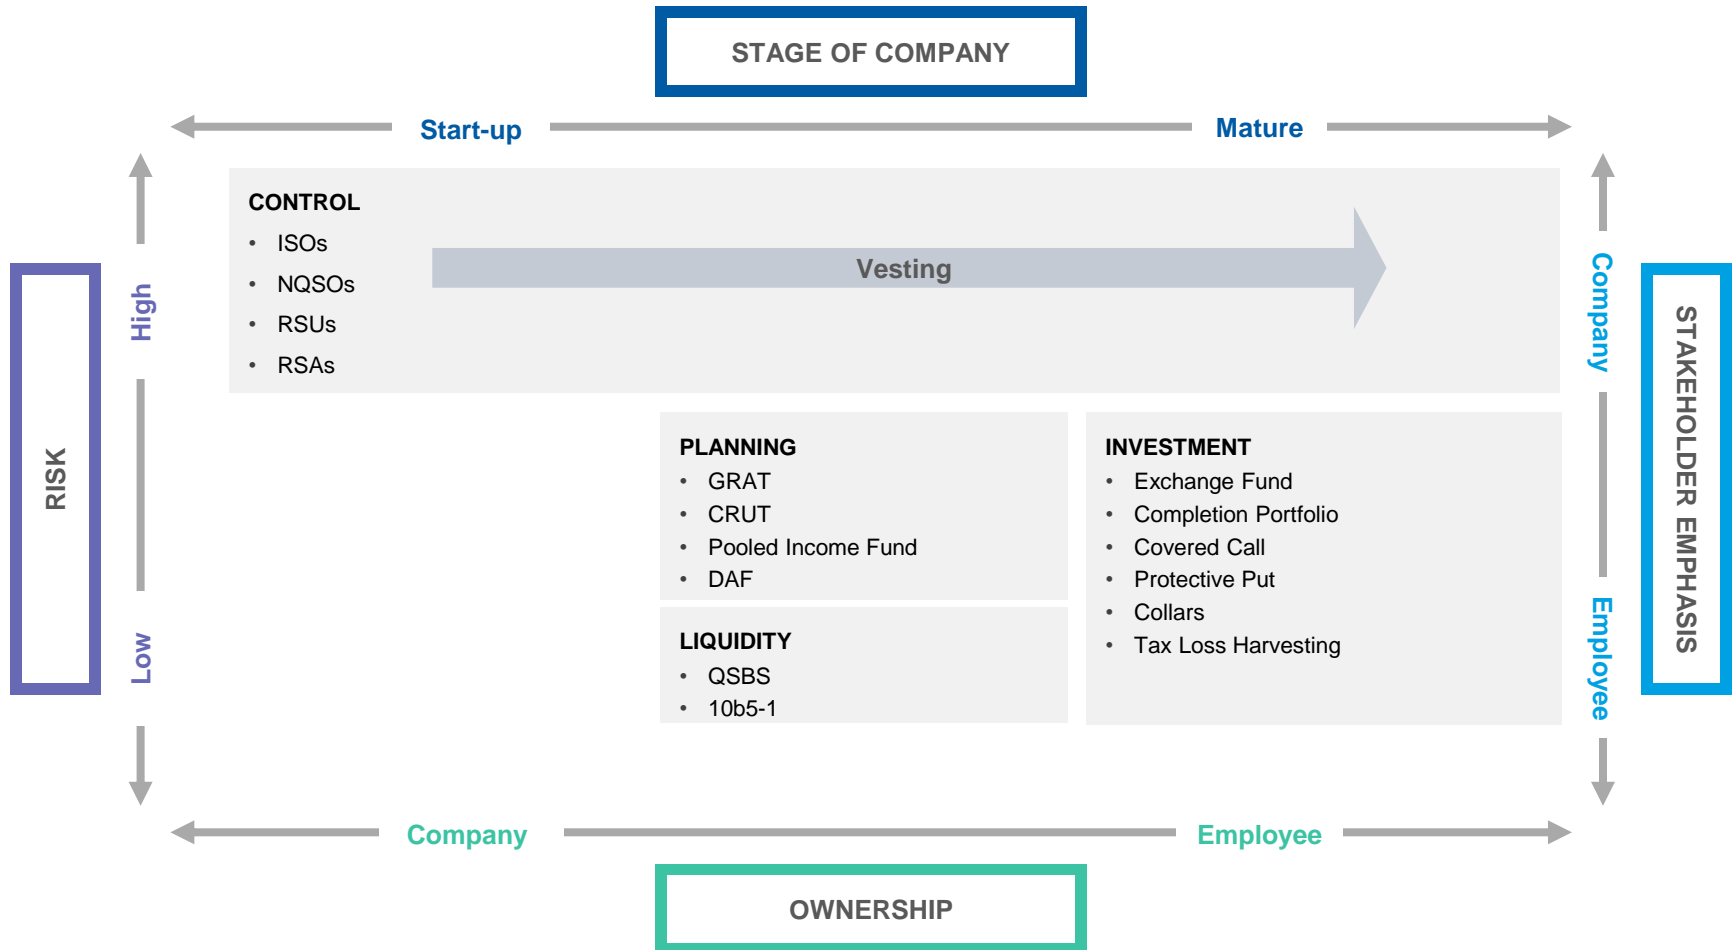 STAGE OF COMPANY
Start-up
Mature
CONTROL
• ISOs
• NQSOs
• RSUs
• RSAs
Vesting
High
Low
RISK
Company
Employee
STAKEHOLDER EMPHASIS
PLANNING
• GRAT
• CRUT
• Pooled Income Fund
• DAF
LIQUIDITY
• QSBS
• 10b5-1
INVESTMENT
• Exchange Fund
• Completion Portfolio
• Covered Call
• Protective Put
• Collars
• Tax Loss Harvesting
Company
Employee
OWNERSHIP